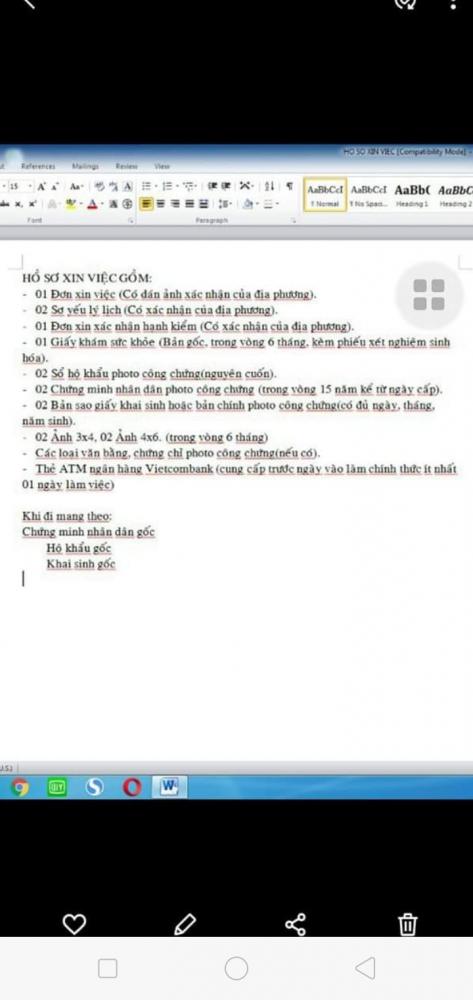 HO SO XIN VIEC [Compatibility Mode] -
References Mailings Review View
15 A A Aa
abc x₂ x² A A
Font Paragraph
AaBbCcI AaBbCcI AaBb( AaBbC
¶ Normal ¶ No Spaci... Heading 1 Heading 2
HỒ SƠ XIN VIỆC GỒM:
- 01 Đơn xin việc (Có dán ảnh xác nhận của địa phương).
- 02 Sơ yếu lý lịch (Có xác nhận của địa phương).
- 01 Đơn xin xác nhận hạnh kiểm (Có xác nhận của địa phương).
- 01 Giấy khám sức khỏe (Bản gốc, trong vòng 6 tháng, kèm phiếu xét nghiệm sinh
hóa).
- 02 Sổ hộ khẩu photo công chứng(nguyên cuốn).
- 02 Chứng minh nhân dân photo công chứng (trong vòng 15 năm kể từ ngày cấp).
- 02 Bản sao giấy khai sinh hoặc bản chính photo công chứng(có đủ ngày, tháng,
năm sinh).
- 02 Ảnh 3x4, 02 Ảnh 4x6. (trong vòng 6 tháng)
- Các loại văn bằng, chứng chỉ photo công chứng(nếu có).
- Thẻ ATM ngân hàng Vietcombank (cung cấp trước ngày vào làm chính thức ít nhất
01 ngày làm việc)
Khi đi mang theo:
Chứng minh nhân dân gốc
Hộ khẩu gốc
Khai sinh gốc
U.S.)
QIY
S
W